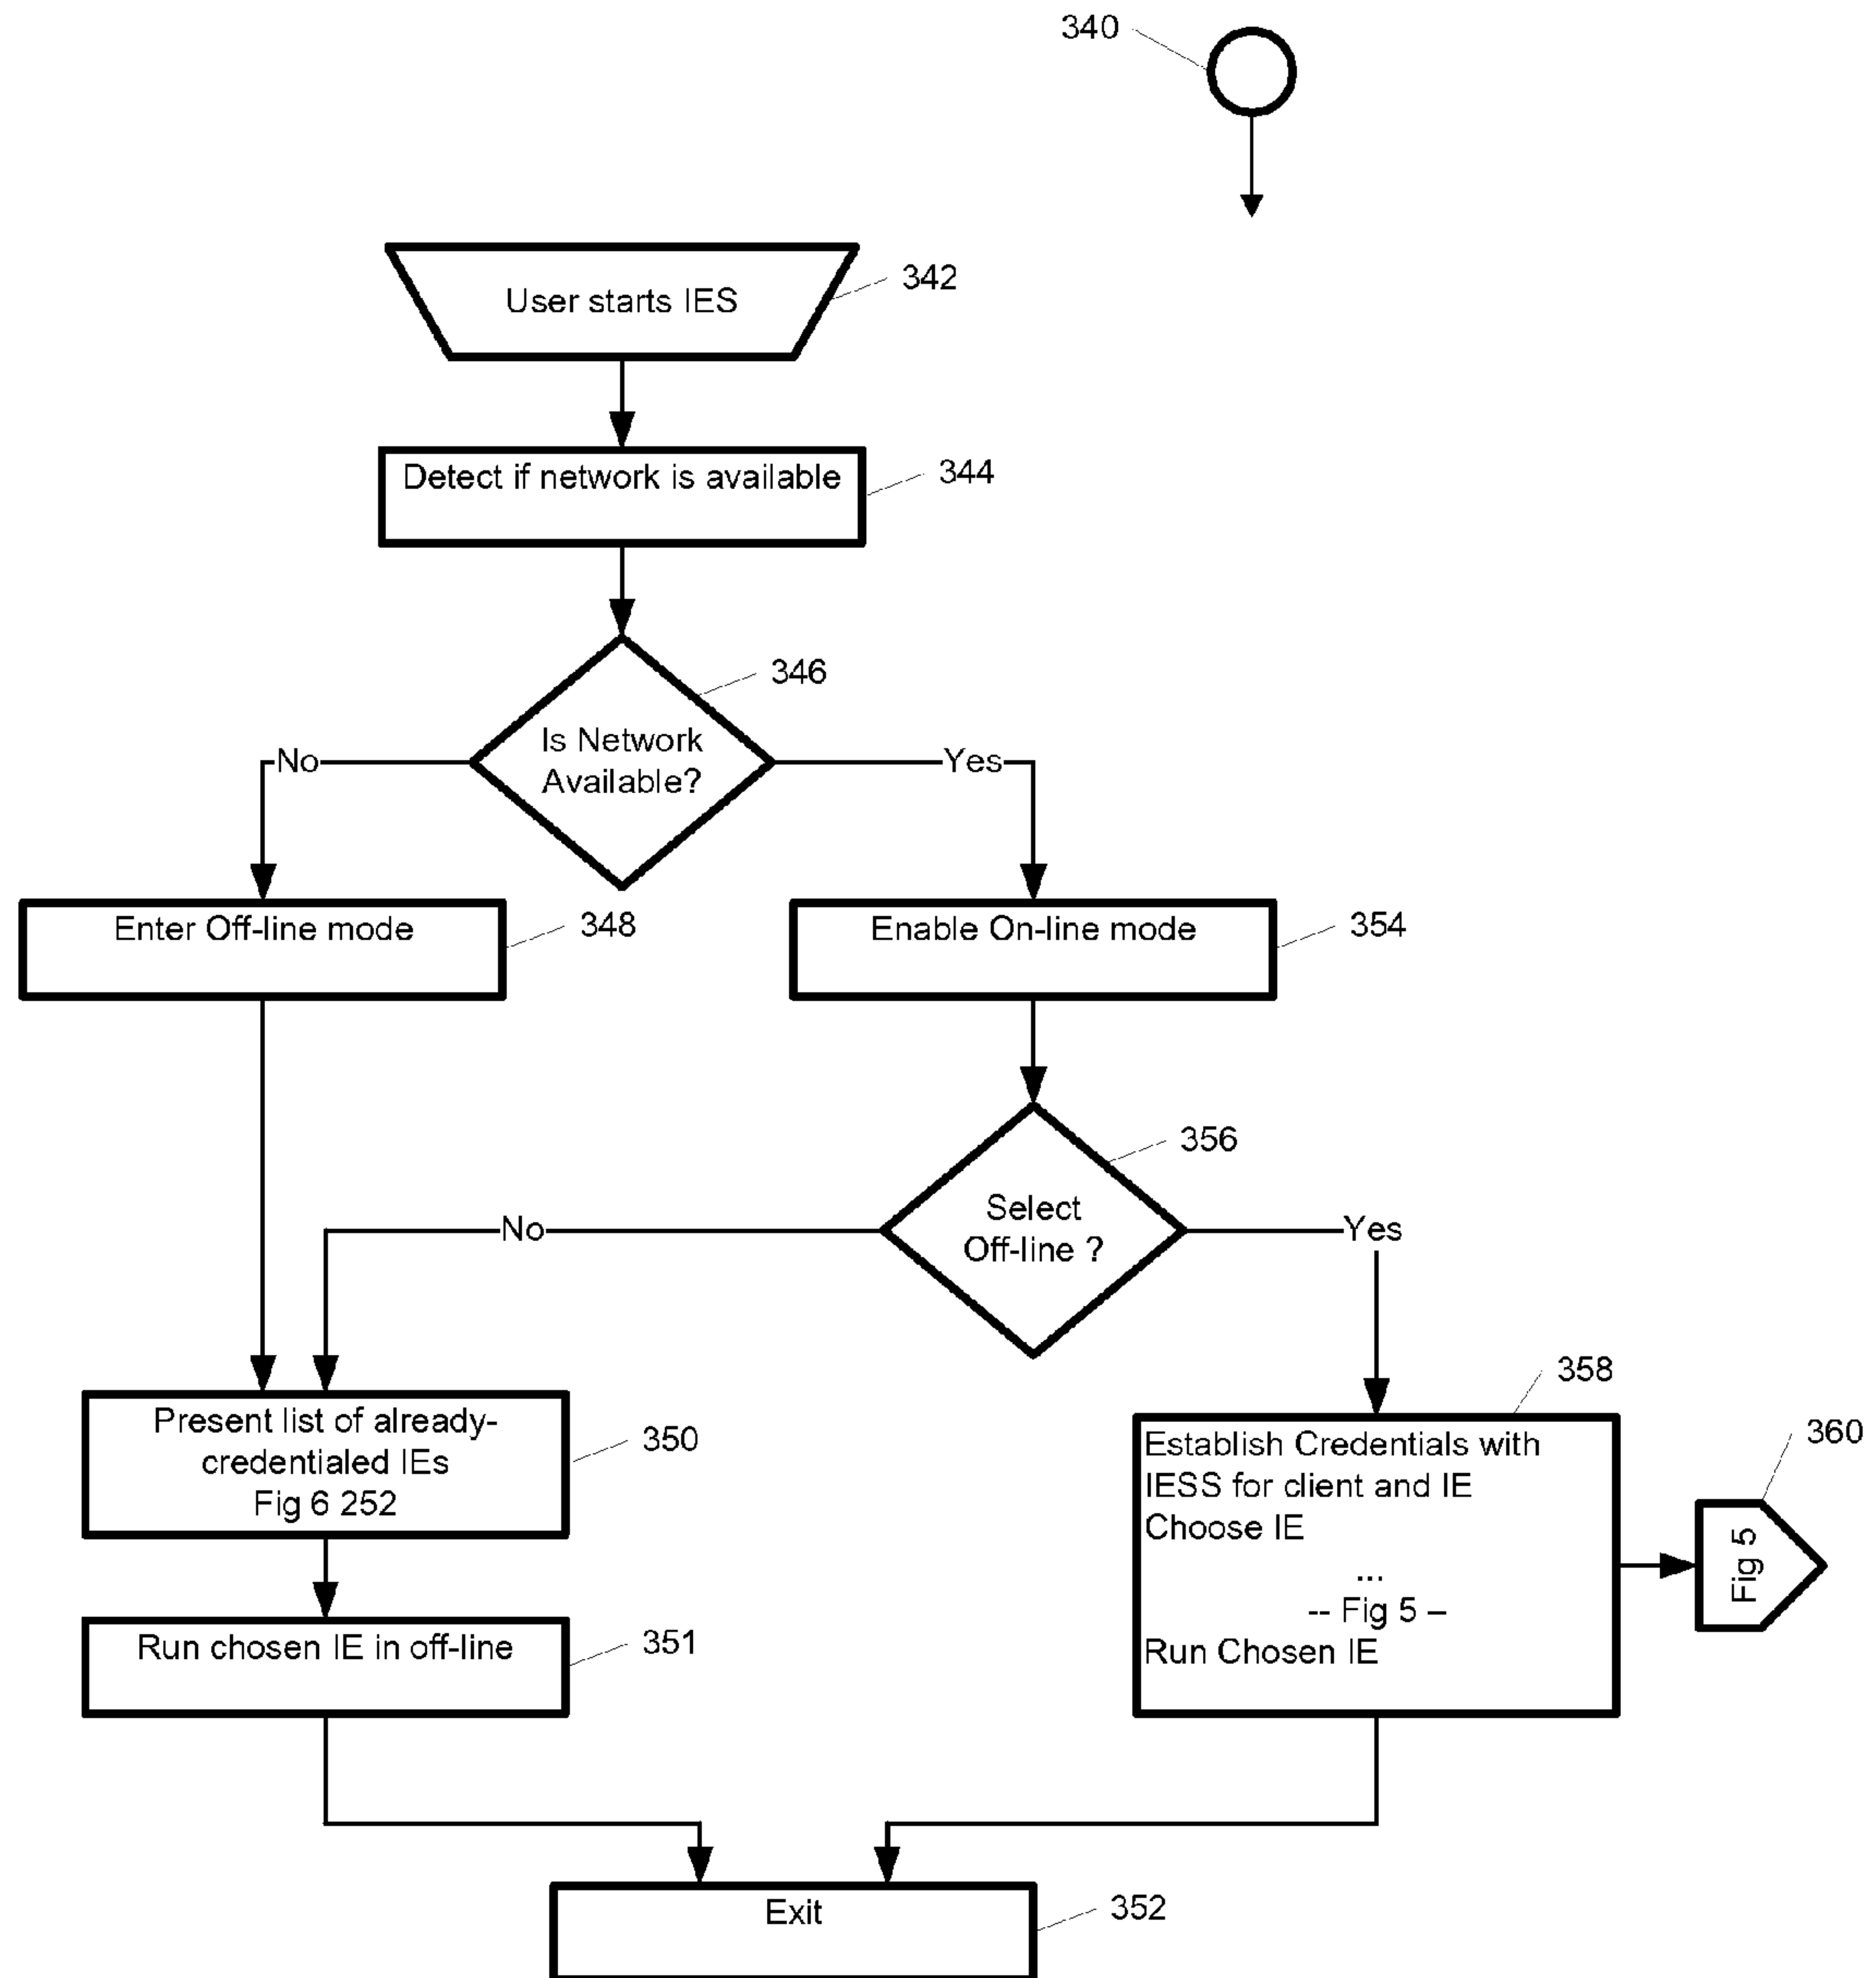 340
User starts IES
342
Detect if network is available
344
346
Is Network
Available?
No
Yes
Enter Off-line mode
348
Enable On-line mode
354
356
Select
Off-line ?
No
Yes
358
Present list of already-
credentialed IEs
Fig 6 252
350
Establish Credentials with
IESS for client and IE
Choose IE
...
-- Fig 5 –
Run Chosen IE
360
Fig 5
Run chosen IE in off-line
351
Exit
352